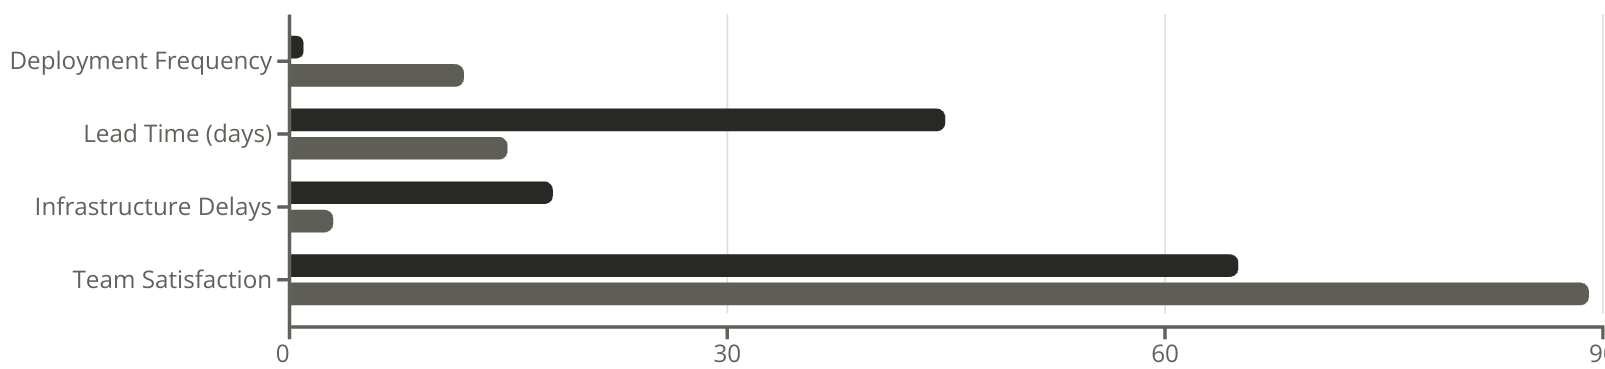 Deployment Frequency
Lead Time (days)
Infrastructure Delays
Team Satisfaction
0 30 60